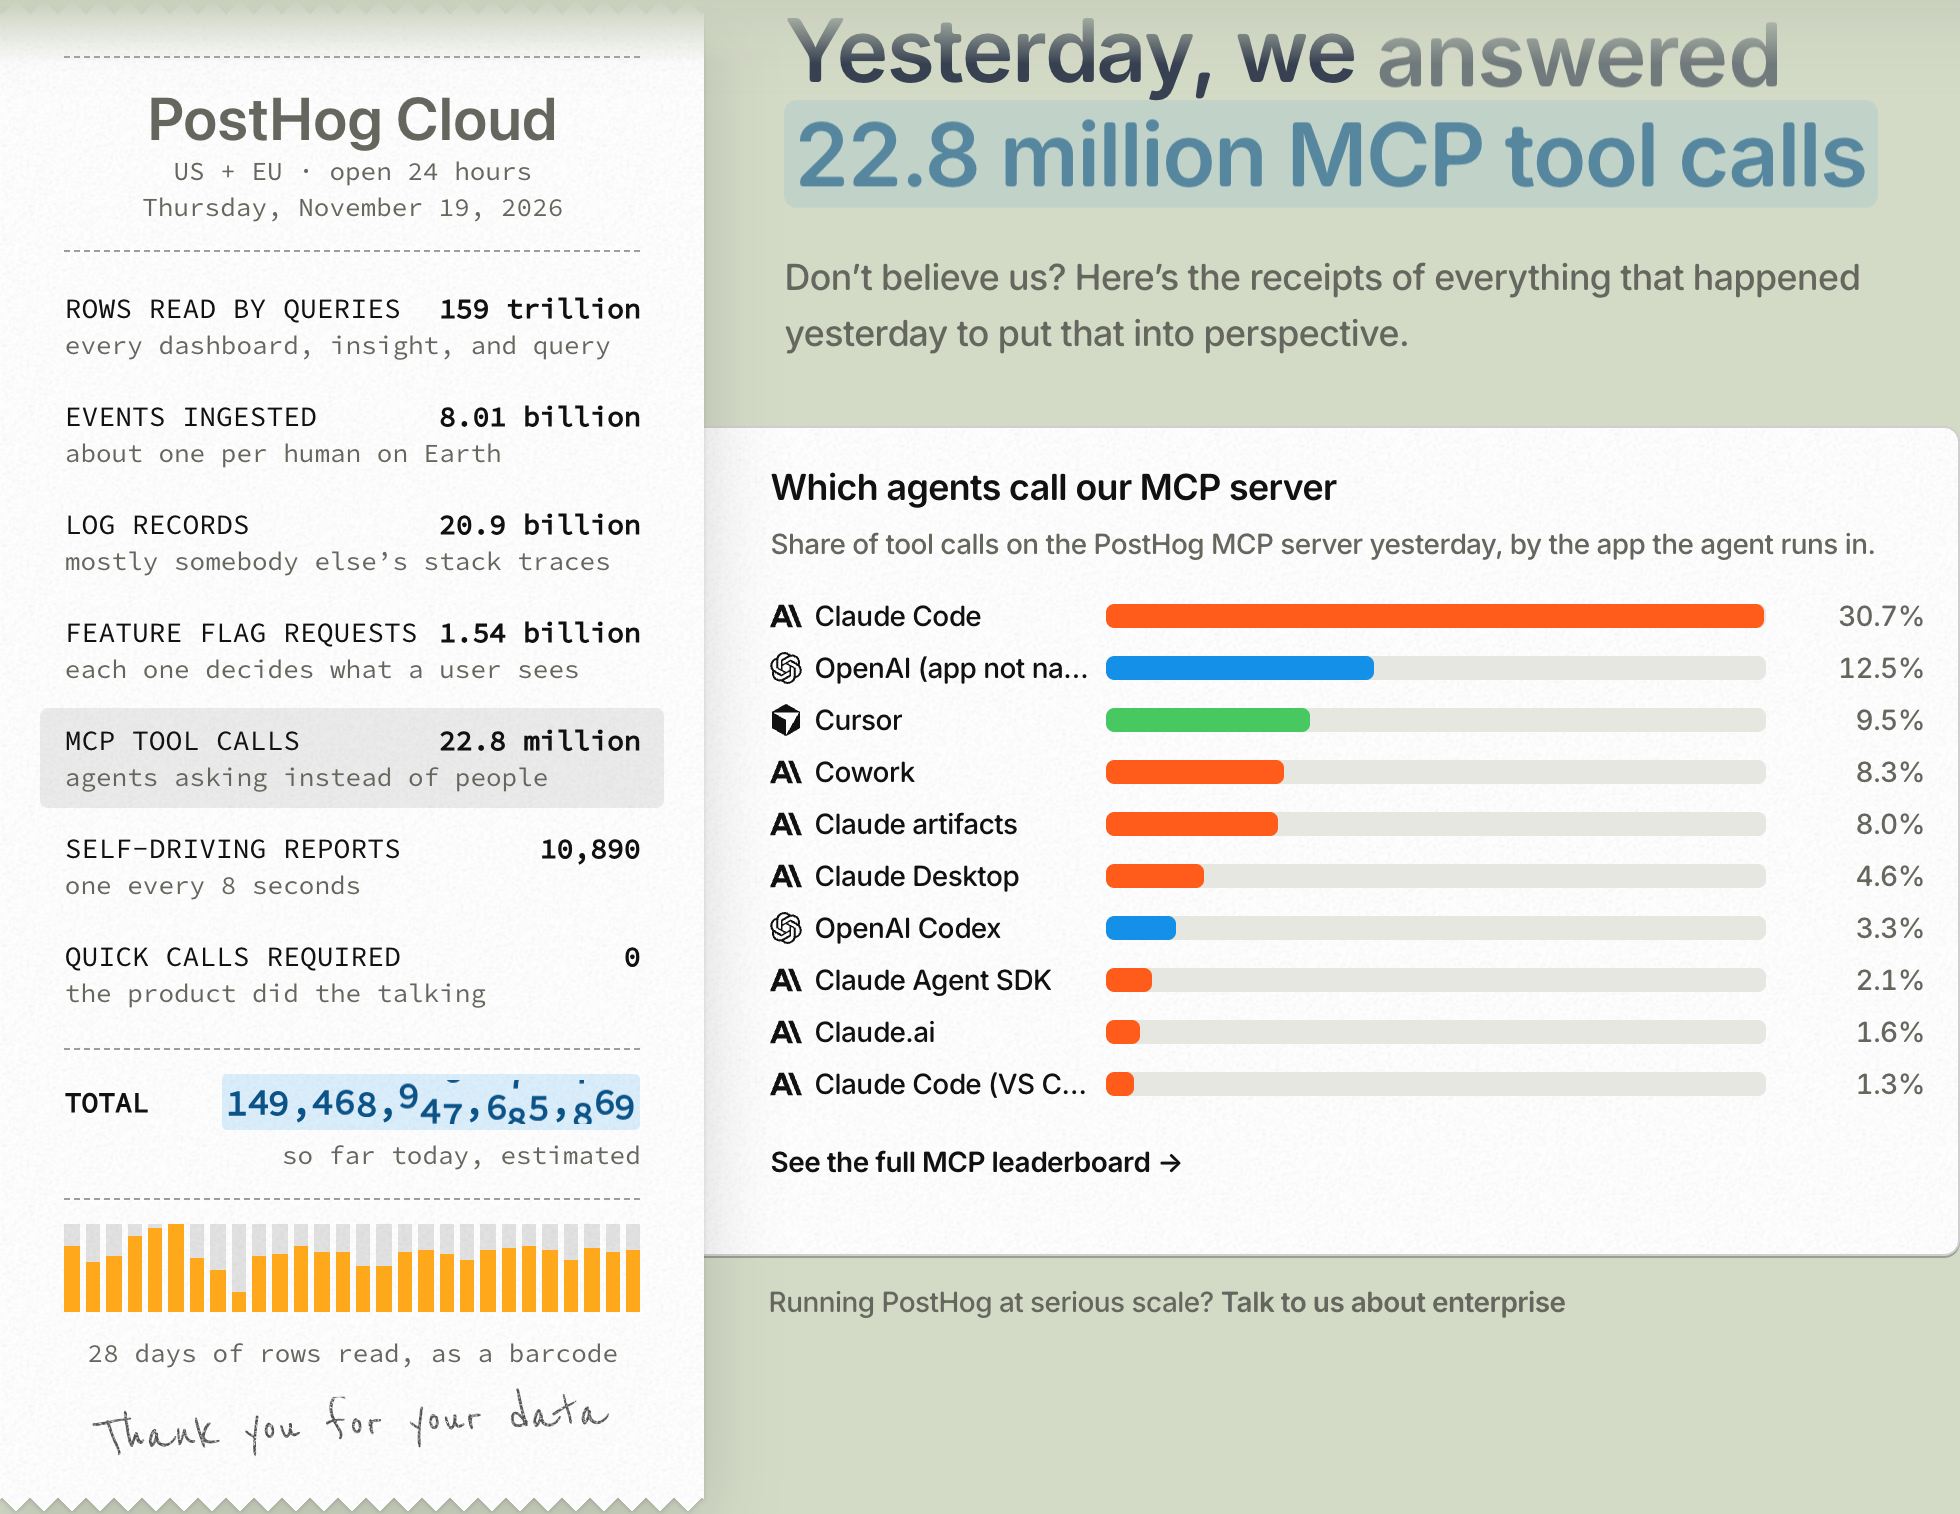 PostHog Cloud
US + EU · open 24 hours
Thursday, November 19, 2026
ROWS READ BY QUERIES 159 trillion
every dashboard, insight, and query
EVENTS INGESTED 8.01 billion
about one per human on Earth
LOG RECORDS 20.9 billion
mostly somebody else’s stack traces
FEATURE FLAG REQUESTS 1.54 billion
each one decides what a user sees
MCP TOOL CALLS 22.8 million
agents asking instead of people
SELF-DRIVING REPORTS 10,890
one every 8 seconds
QUICK CALLS REQUIRED 0
the product did the talking
TOTAL 149,468,947,685,869
so far today, estimated
28 days of rows read, as a barcode
Thank you for your data
Yesterday, we answered
22.8 million MCP tool calls
Don’t believe us? Here’s the receipts of everything that happened
yesterday to put that into perspective.
Which agents call our MCP server
Share of tool calls on the PostHog MCP server yesterday, by the app the agent runs in.
Claude Code 30.7%
OpenAI (app not na... 12.5%
Cursor 9.5%
Cowork 8.3%
Claude artifacts 8.0%
Claude Desktop 4.6%
OpenAI Codex 3.3%
Claude Agent SDK 2.1%
Claude.ai 1.6%
Claude Code (VS C... 1.3%
See the full MCP leaderboard →
Running PostHog at serious scale? Talk to us about enterprise